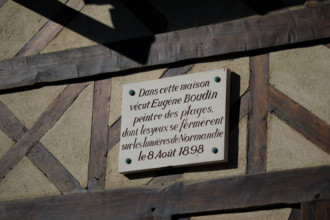 Dans cette maison
vécut Eugène BOUDIN
peintre des plages,
dont les yeux se fermèrent
sur les lumières de Normandie
le 8 Août 1898.